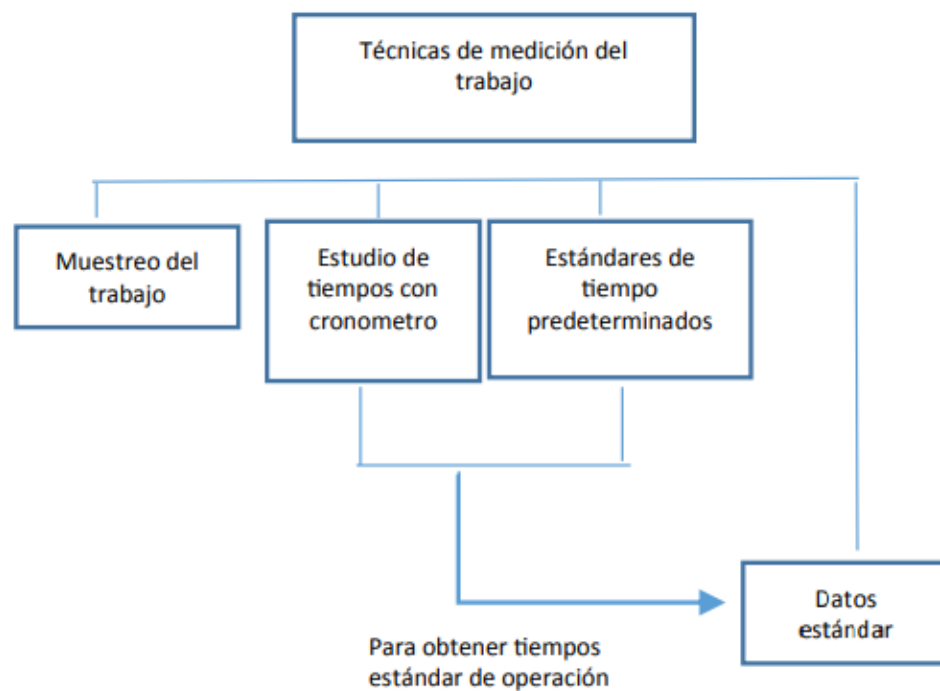 Técnicas de medición del
trabajo
Muestreo del
trabajo
Estudio de
tiempos con
cronometro
Estándares de
tiempo
predeterminados
Datos
estándar
Para obtener tiempos
estándar de operación